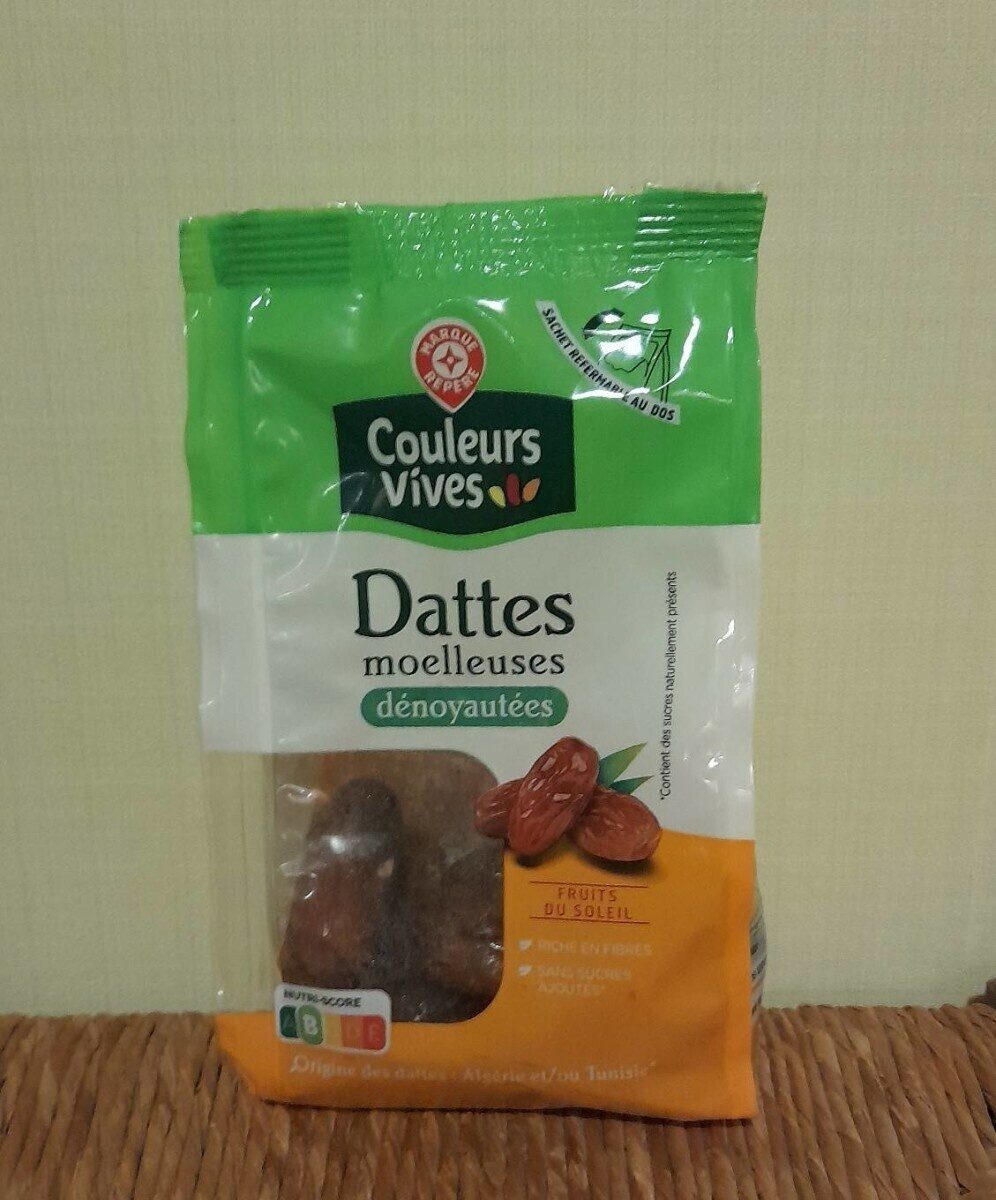 MARQUE
REPÈRE
SACHET REFERMABLE AU DOS
Couleurs
vives
Dattes
moelleuses
dénoyautées
*Contient des sucres naturellement présents
FRUITS
DU SOLEIL
RICHE EN FIBRES
SANS SUCRES
AJOUTÉS*
NUTRI-SCORE
A B D E
Origine des dattes : Algérie et/ou Tunisie